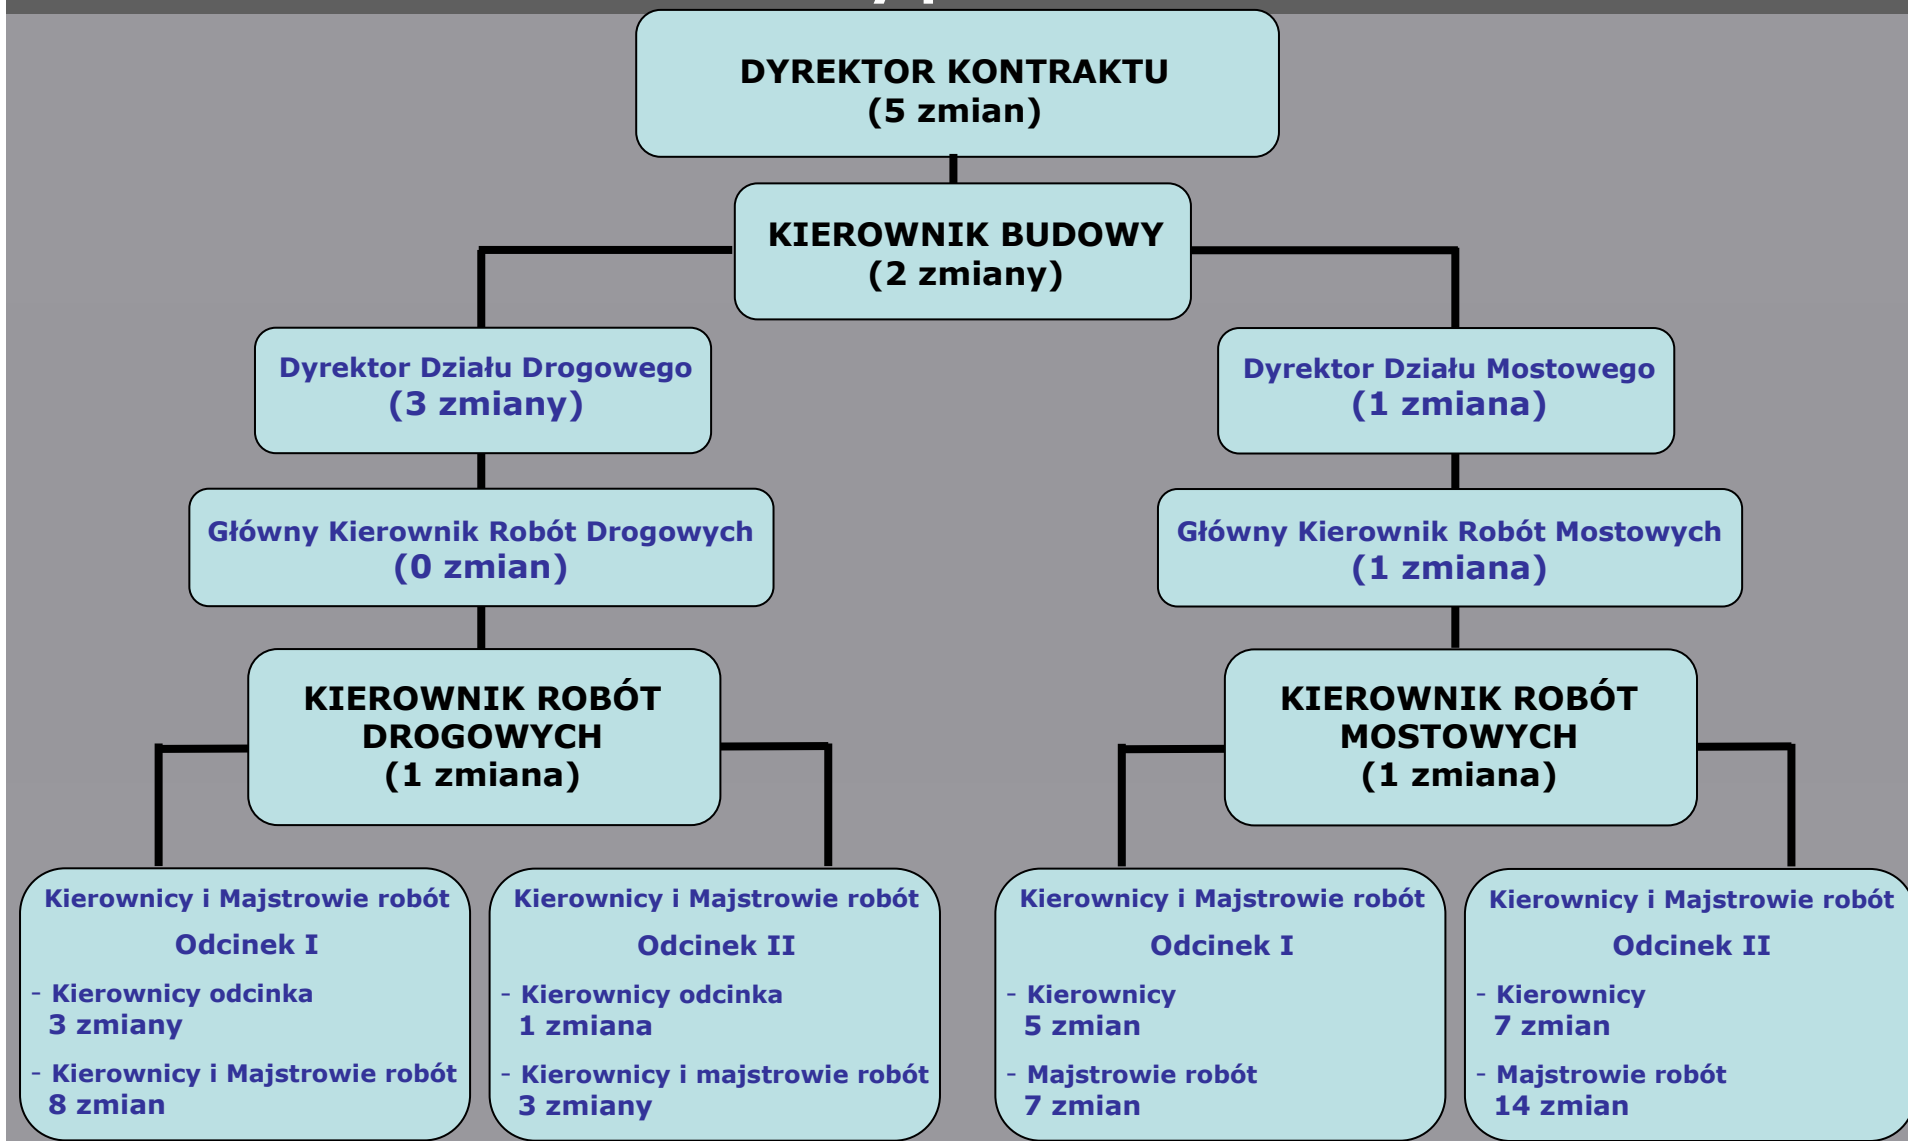 DYREKTOR KONTRAKTU
(5 zmian)
KIEROWNIK BUDOWY
(2 zmiany)
Dyrektor Działu Drogowego
(3 zmiany)
Dyrektor Działu Mostowego
(1 zmiana)
Główny Kierownik Robót Drogowych
(0 zmian)
Główny Kierownik Robót Mostowych
(1 zmiana)
KIEROWNIK ROBÓT
DROGOWYCH
(1 zmiana)
KIEROWNIK ROBÓT
MOSTOWYCH
(1 zmiana)
Kierownicy i Majstrowie robót
Odcinek I
- Kierownicy odcinka
3 zmiany
- Kierownicy i Majstrowie robót
8 zmian
Kierownicy i Majstrowie robót
Odcinek II
- Kierownicy odcinka
1 zmiana
- Kierownicy i majstrowie robót
3 zmiany
Kierownicy i Majstrowie robót
Odcinek I
- Kierownicy
5 zmian
- Majstrowie robót
7 zmian
Kierownicy i Majstrowie robót
Odcinek II
- Kierownicy
7 zmian
- Majstrowie robót
14 zmian